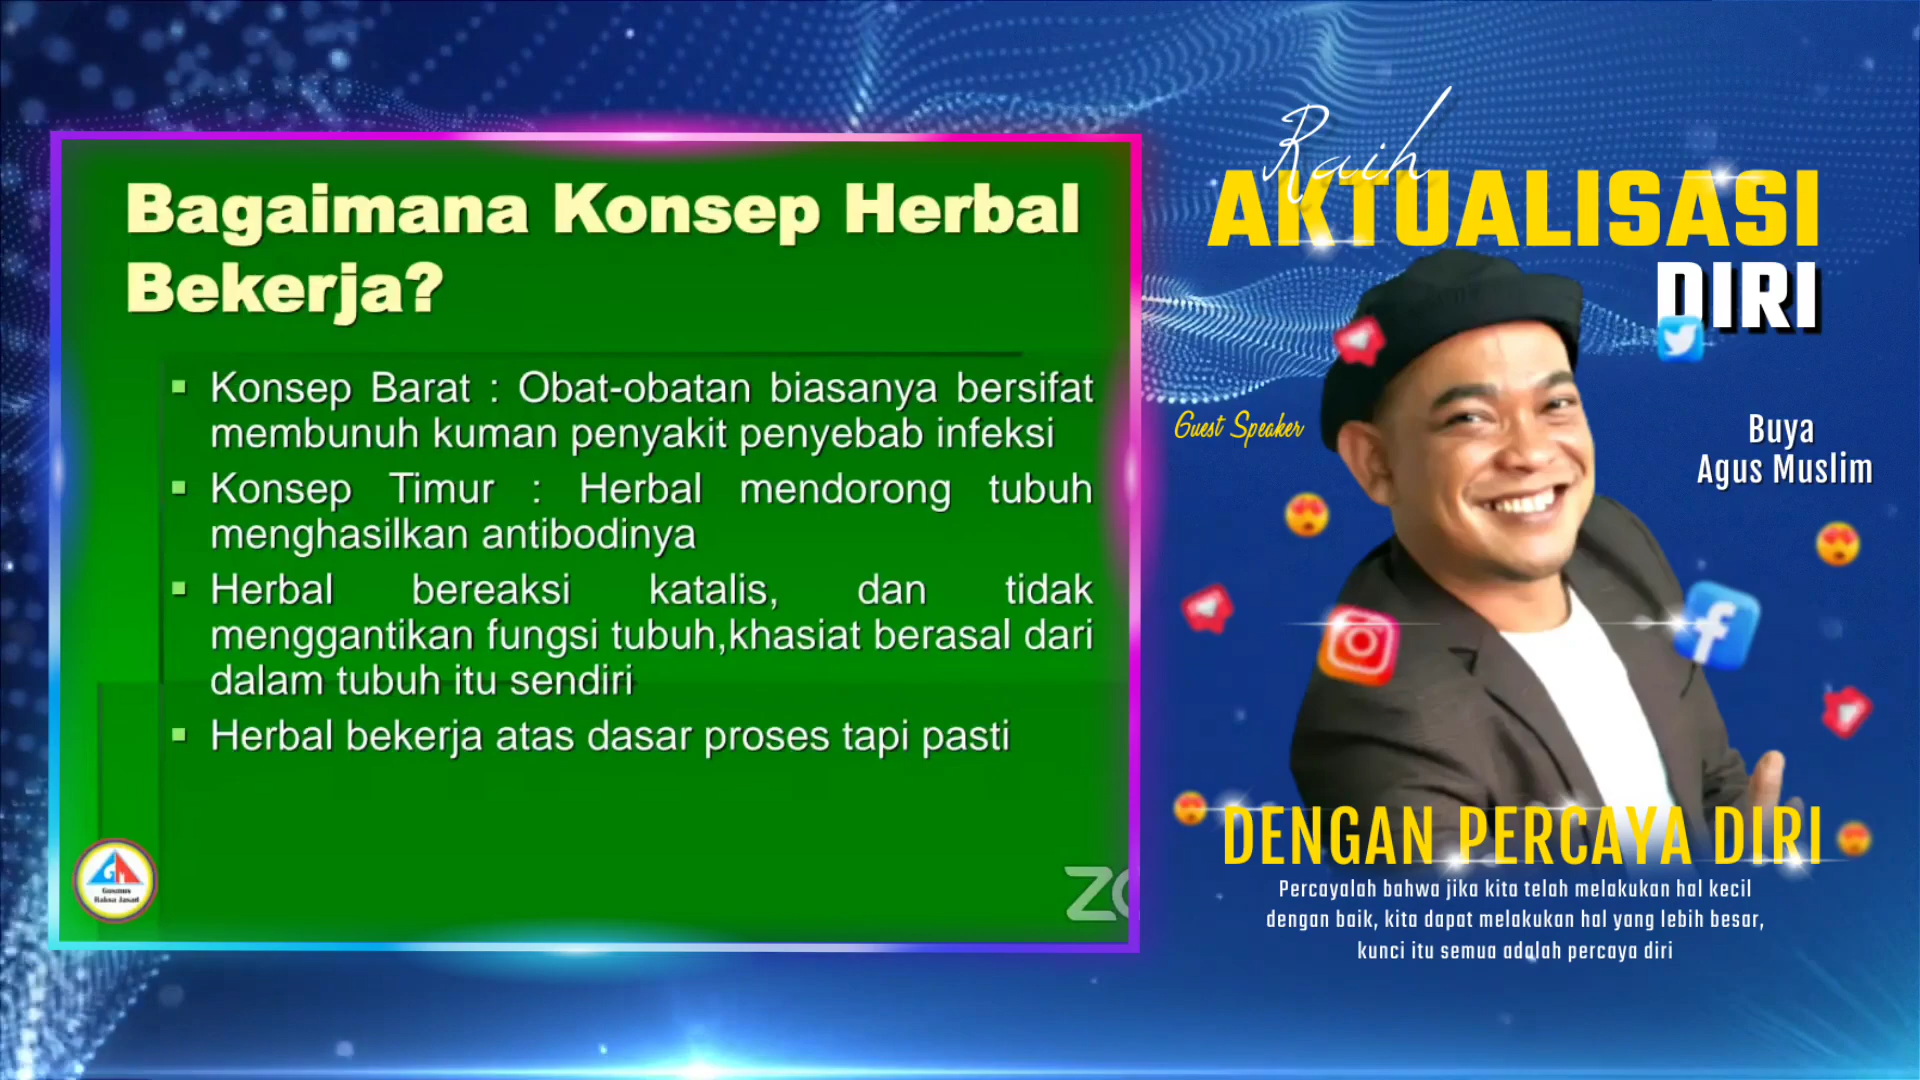 Bagaimana Konsep Herbal
Bekerja?
Konsep Barat : Obat-obatan biasanya bersifat
membunuh kuman penyakit penyebab infeksi
Konsep Timur : Herbal mendorong tubuh
menghasilkan antibodinya
Herbal bereaksi katalis, dan tidak
menggantikan fungsi tubuh,khasiat berasal dari
dalam tubuh itu sendiri
Herbal bekerja atas dasar proses tapi pasti
Raih
AKTUALISASI
DIRI
Guest Speaker
Buya
Agus Muslim
DENGAN PERCAYA DIRI
Percayalah bahwa jika kita telah melakukan hal kecil
dengan baik, kita dapat melakukan hal yang lebih besar,
kunci itu semua adalah percaya diri